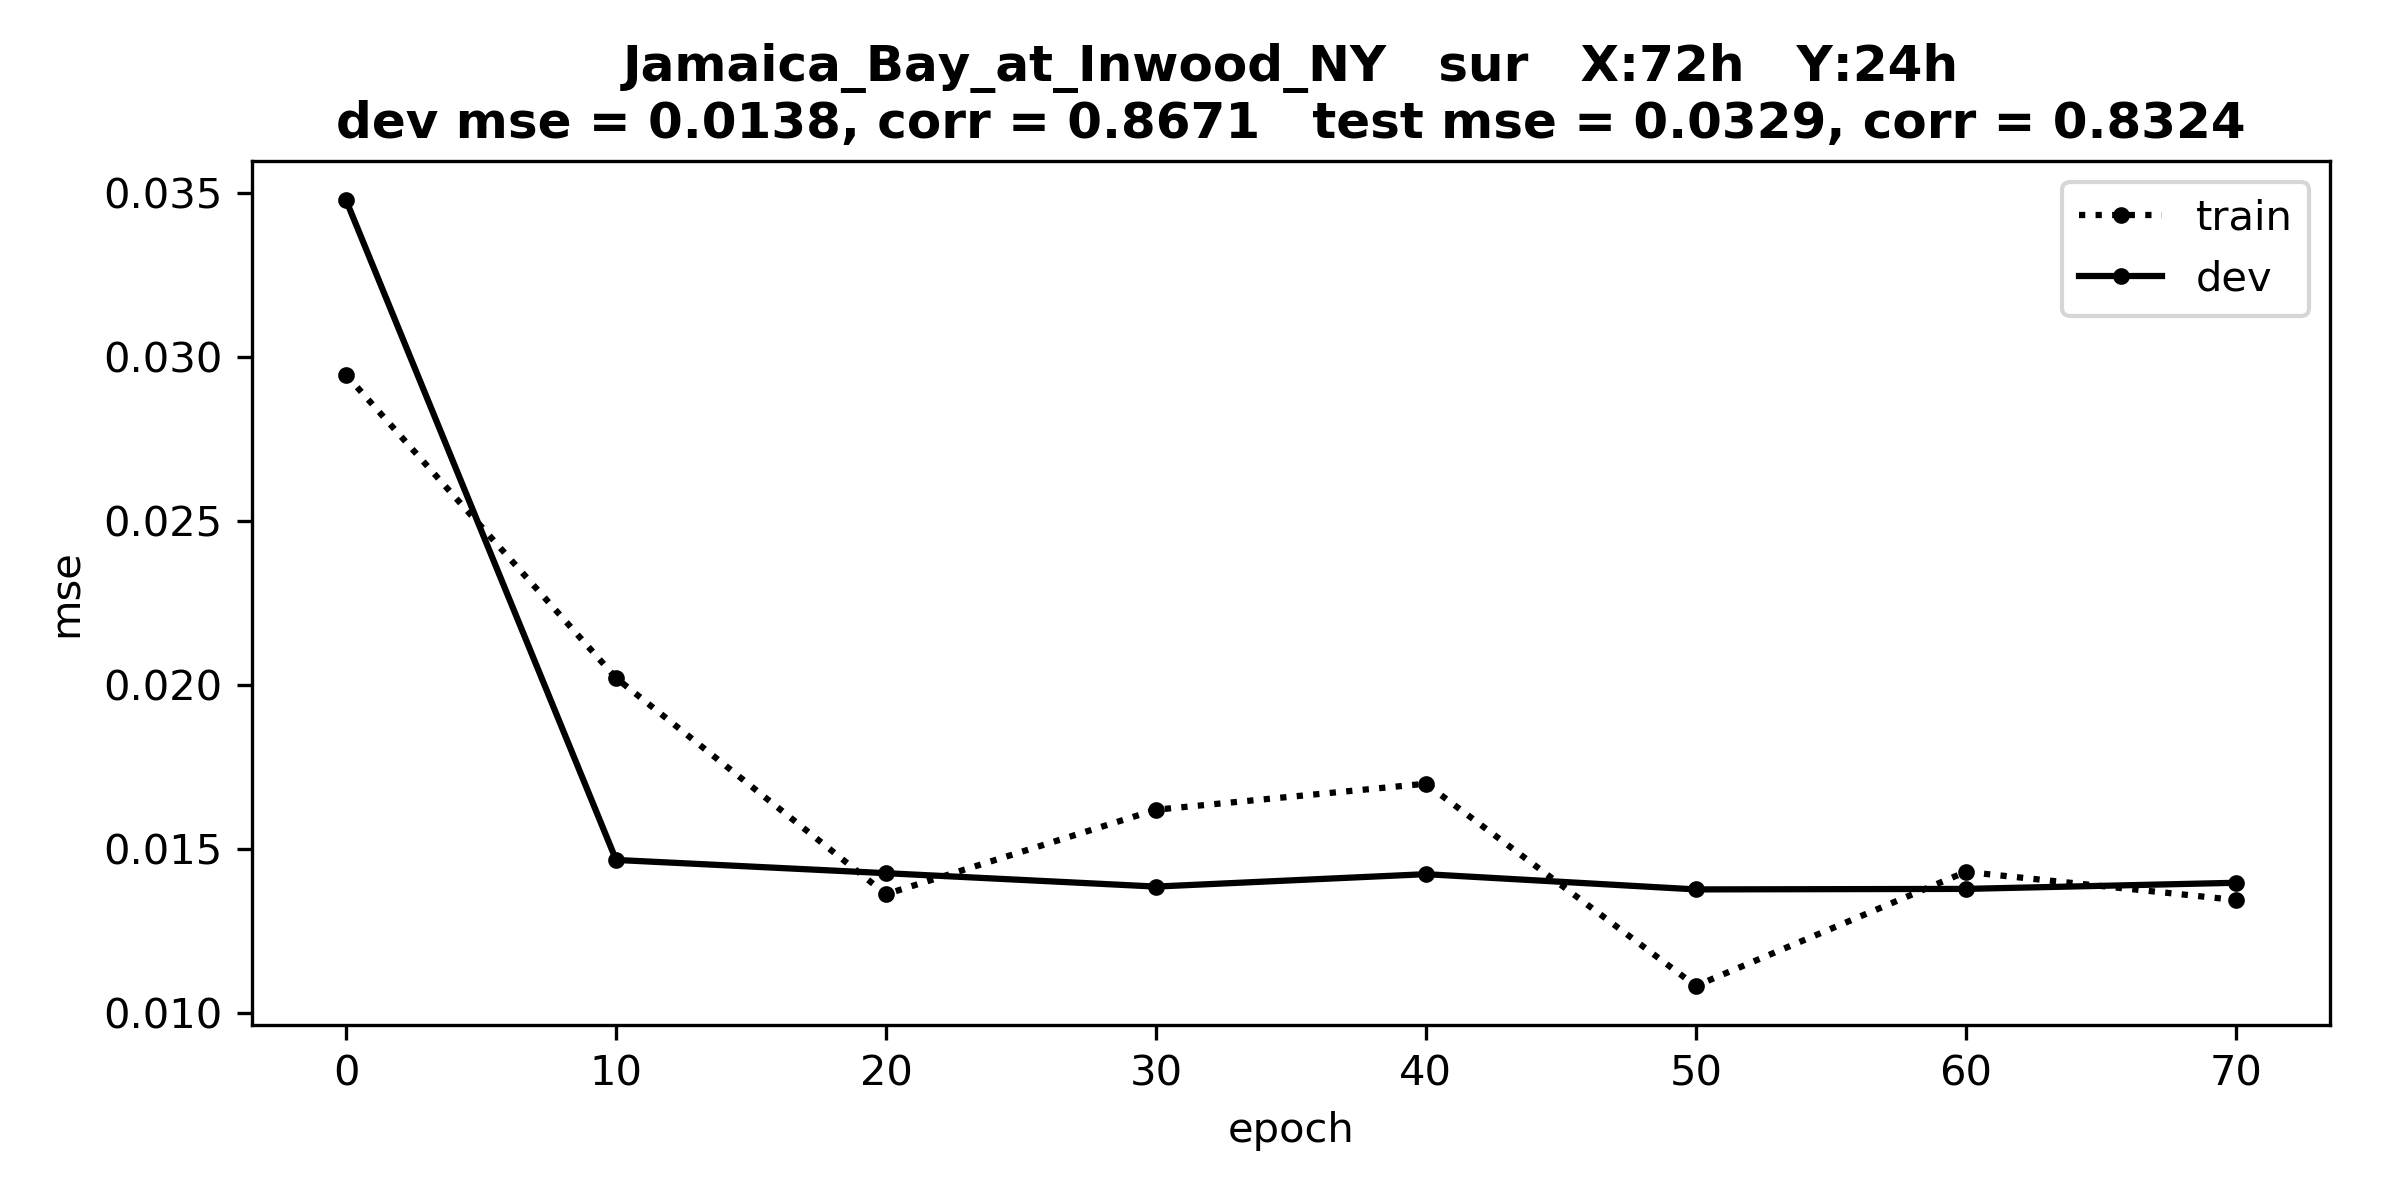 Jamaica_Bay_at_Inwood_NY   sur   X:72h   Y:24h
dev mse = 0.0138, corr = 0.8671   test mse = 0.0329, corr = 0.8324
train
dev
0.035
0.030
0.025
0.020
0.015
0.010
mse
0 10 20 30 40 50 60 70
epoch